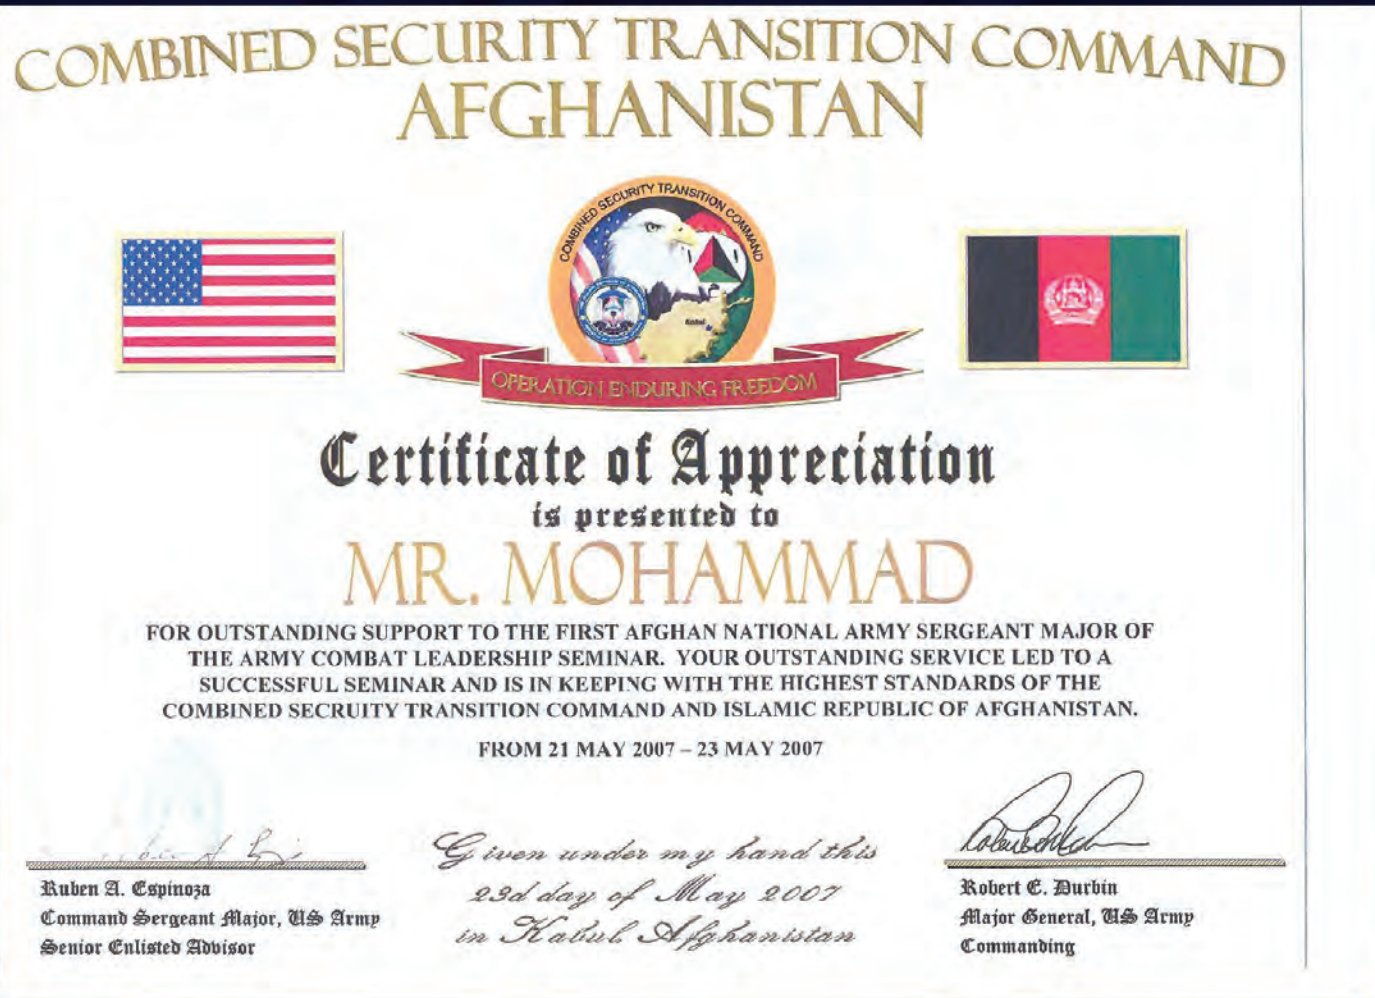 COMBINED SECURITY TRANSITION COMMAND
AFGHANISTAN
COMBINED SECURITY TRANSITION COMMAND
Kabul
OPERATION ENDURING FREEDOM
Certificate of Appreciation
is presented to
MR. MOHAMMAD
FOR OUTSTANDING SUPPORT TO THE FIRST AFGHAN NATIONAL ARMY SERGEANT MAJOR OF
THE ARMY COMBAT LEADERSHIP SEMINAR. YOUR OUTSTANDING SERVICE LED TO A
SUCCESSFUL SEMINAR AND IS IN KEEPING WITH THE HIGHEST STANDARDS OF THE
COMBINED SECRUITY TRANSITION COMMAND AND ISLAMIC REPUBLIC OF AFGHANISTAN.
FROM 21 MAY 2007 – 23 MAY 2007
Given under my hand this
23d day of May 2007
in Kabul Afghanistan
Ruben A. Espinoza
Command Sergeant Major, US Army
Senior Enlisted Advisor
Robert E. Durbin
Major General, US Army
Commanding